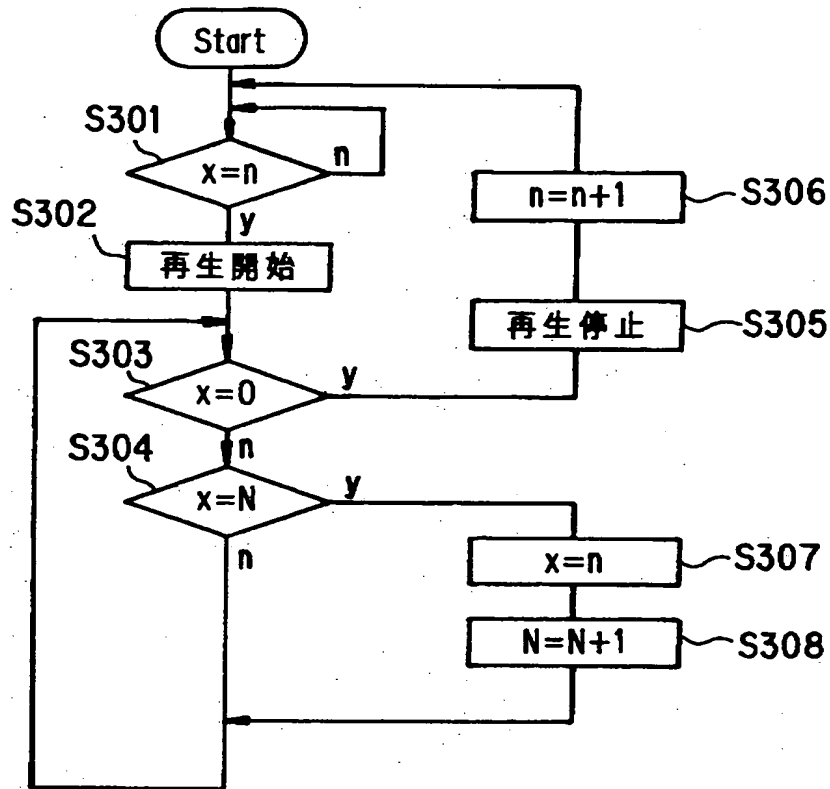 Start
S301
x=n
n
y
S302
再生開始
S303
x=0
y
n
S304
x=N
y
n
n=n+1
S306
再生停止
S305
x=n
S307
N=N+1
S308